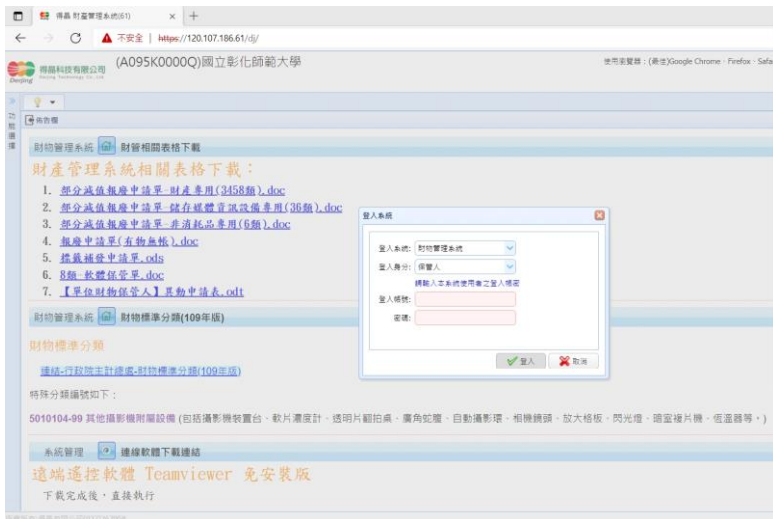 得晶 財產管理系統(61)
不安全 | https://120.107.186.61/dj/
得晶科技有限公司
Dejing Technology Co., Ltd
(A095K0000Q)國立彰化師範大學
使用瀏覽器：(最佳)Google Chrome、Firefox、Safa
功能選擇
佈告欄
財物管理系統 財管相關表格下載
財產管理系統相關表格下載：
1. 部分減值報廢申請單-財產專用(3458類).doc
2. 部分減值報廢申請單-儲存媒體資訊設備專用(36類).doc
3. 部分減值報廢申請單-非消耗品專用(6類).doc
4. 報廢申請單(有物無帳).doc
5. 標籤補發申請單.ods
6. 8類-軟體保管單.doc
7. 【單位財物保管人】異動申請表.odt
登入系統
登入系統: 財物管理系統
登入身分: 保管人
請輸入本系統使用者之登入帳密
登入帳號:
密碼:
登入 取消
財物管理系統 財物標準分類(109年版)
財物標準分類
連結-行政院主計總處-財物標準分類(109年版)
特殊分類編號如下：
5010104-99 其他攝影機附屬設備 (包括攝影機裝置台、軟片濃度計、透明片翻拍桌、廣角蛇腹、自動攝影環、相機鏡頭、放大格板、閃光燈、暗室複片機、恆溫器等。)
系統管理 連線軟體下載連結
遠端遙控軟體 Teamviewer 免安裝版
下載完成後，直接執行